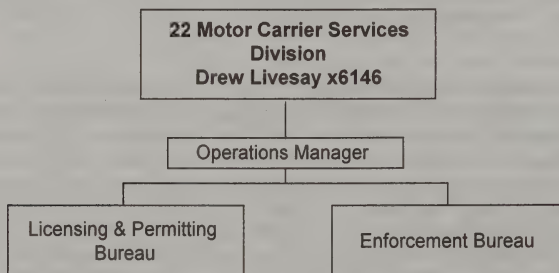 22 Motor Carrier Services
Division
Drew Livesay x6146
Operations Manager
Licensing & Permitting
Bureau
Enforcement Bureau